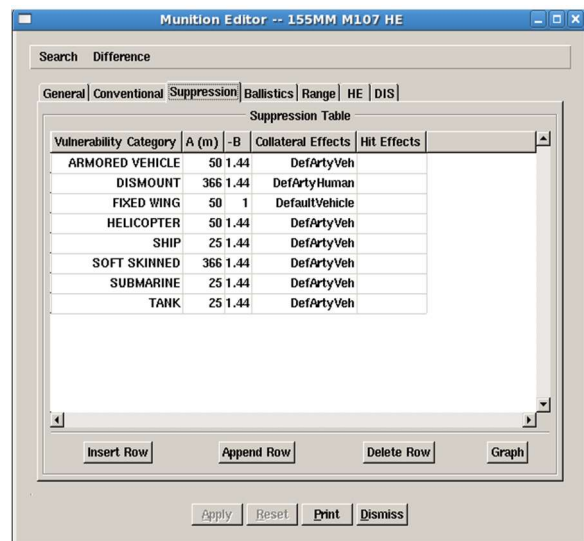 Munition Editor -- 155MM M107 HE
Search Difference
General Conventional Suppression Ballistics Range HE DIS
Suppression Table
Vulnerability Category A (m) -B Collateral Effects Hit Effects
ARMORED VEHICLE 50 1.44 DefArtyVeh
DISMOUNT 366 1.44 DefArtyHuman
FIXED WING 50 1 DefaultVehicle
HELICOPTER 50 1.44 DefArtyVeh
SHIP 25 1.44 DefArtyVeh
SOFT SKINNED 366 1.44 DefArtyVeh
SUBMARINE 25 1.44 DefArtyVeh
TANK 25 1.44 DefArtyVeh
Insert Row Append Row Delete Row Graph
Apply Reset Print Dismiss